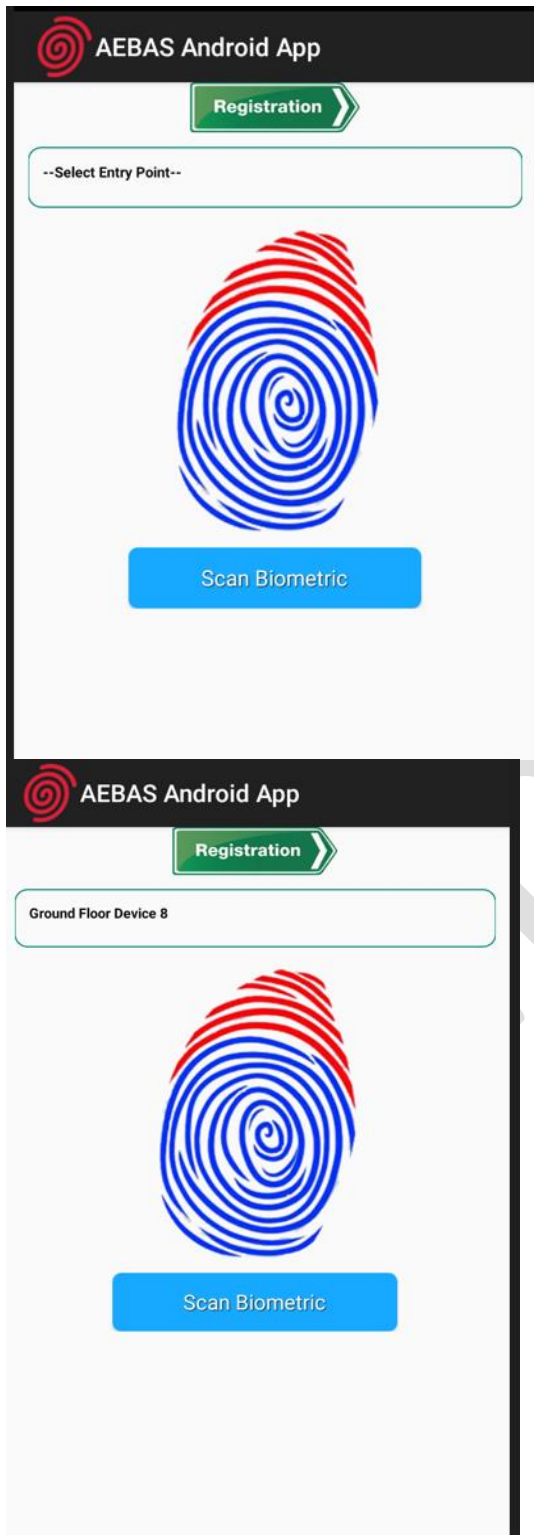 AEBAS Android App
Registration
--Select Entry Point--
Scan Biometric
AEBAS Android App
Registration
Ground Floor Device 8
Scan Biometric